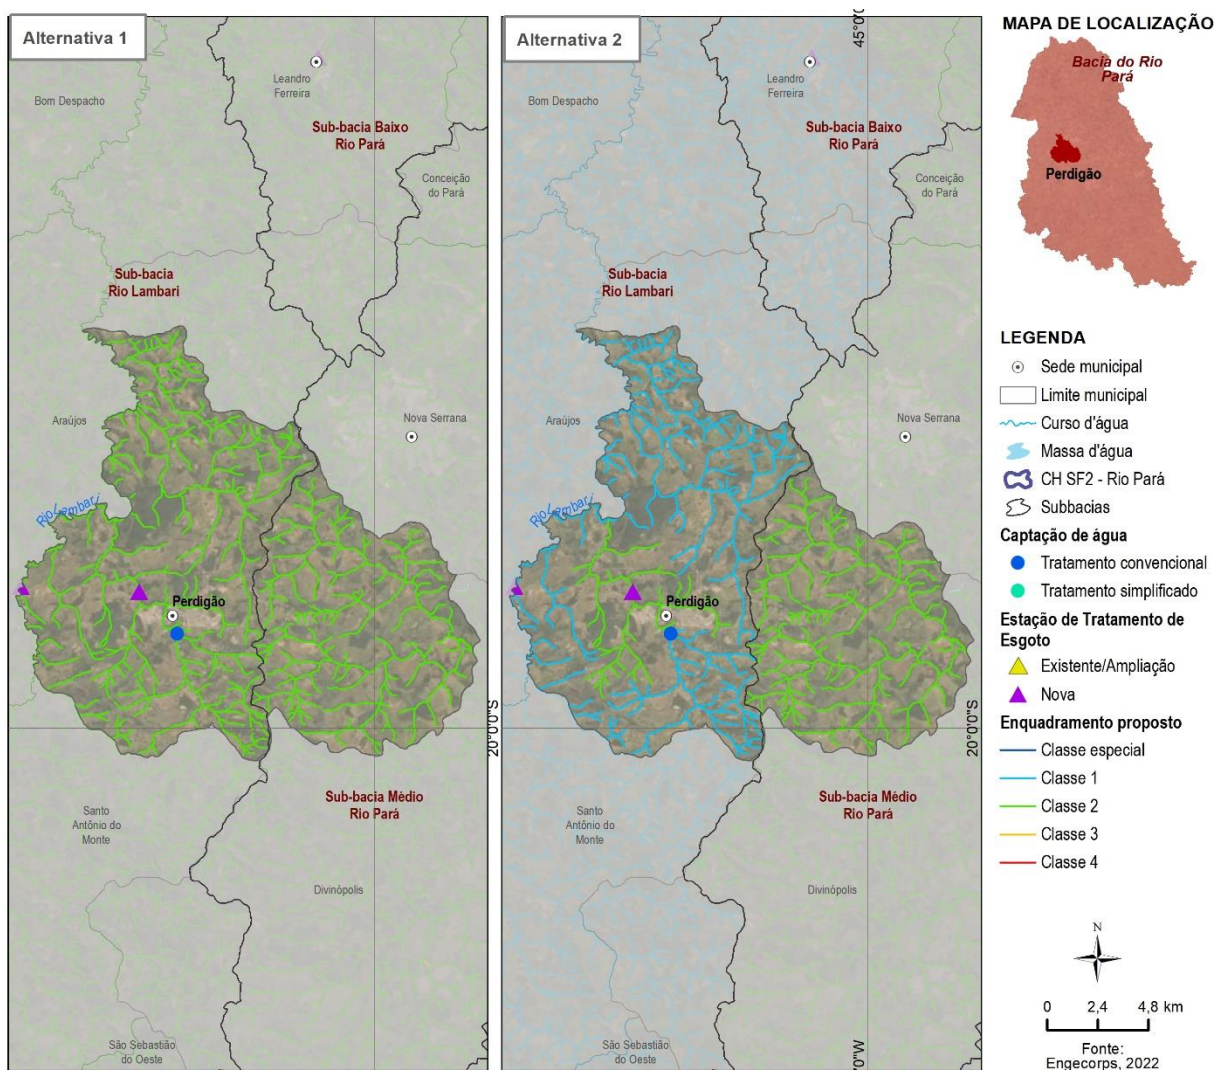 Alternativa 1
Leandro
Ferreira
Bom Despacho
Sub-bacia Baixo
Rio Pará
Conceição
do Pará
Sub-bacia
Rio Lambari
Araújos
Nova Serrana
Rio Lambari
Perdigão
20°0'0"S
Sub-bacia Médio
Rio Pará
Santo
Antônio do
Monte
Divinópolis
São Sebastião
do Oeste
Alternativa 2
45°0'0
Leandro
Ferreira
Bom Despacho
Sub-bacia Baixo
Rio Pará
Conceição
do Pará
Sub-bacia
Rio Lambari
Araújos
Nova Serrana
Rio Lambari
Perdigão
20°0'0"S
Sub-bacia Médio
Rio Pará
Santo
Antônio do
Monte
Divinópolis
São Sebastião
do Oeste
0"W
MAPA DE LOCALIZAÇÃO
Bacia do Rio
Pará
Perdigão
LEGENDA
Sede municipal
Limite municipal
Curso d'água
Massa d'água
CH SF2 - Rio Pará
Subbacias
Captação de água
Tratamento convencional
Tratamento simplificado
Estação de Tratamento de
Esgoto
Existente/Ampliação
Nova
Enquadramento proposto
Classe especial
Classe 1
Classe 2
Classe 3
Classe 4
N
0 2,4 4,8 km
Fonte:
Engecorps, 2022